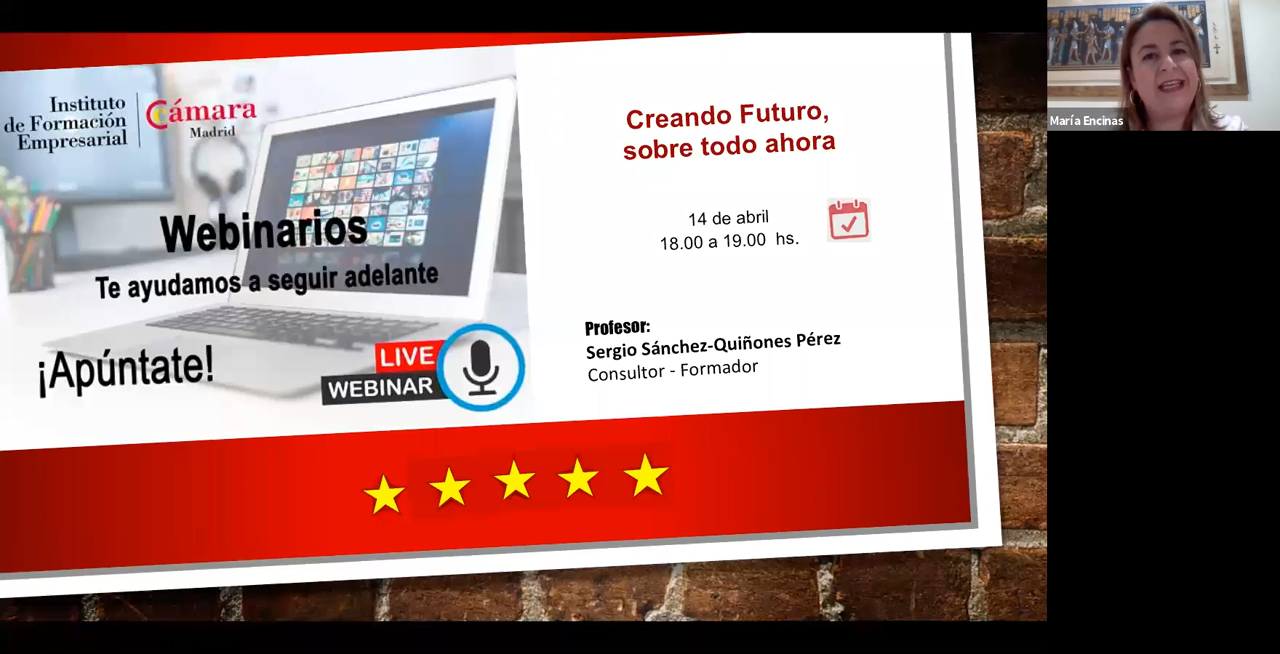 Instituto
de Formación
Empresarial
Cámara
Madrid
Webinarios
Te ayudamos a seguir adelante
¡Apúntate!
LIVE
WEBINAR
Creando Futuro,
sobre todo ahora
14 de abril
18.00 a 19.00 hs.
Profesor:
Sergio Sánchez-Quiñones Pérez
Consultor - Formador
María Encinas